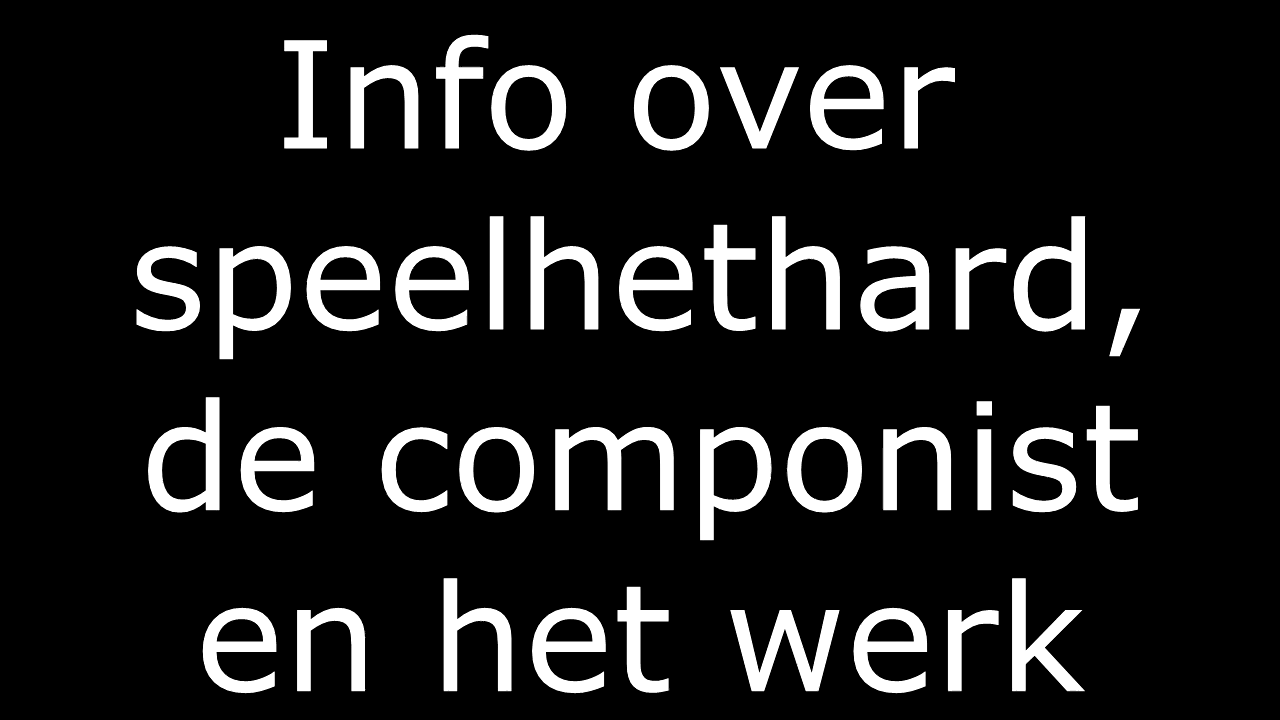 Info over
speelhethard,
de componist
en het werk